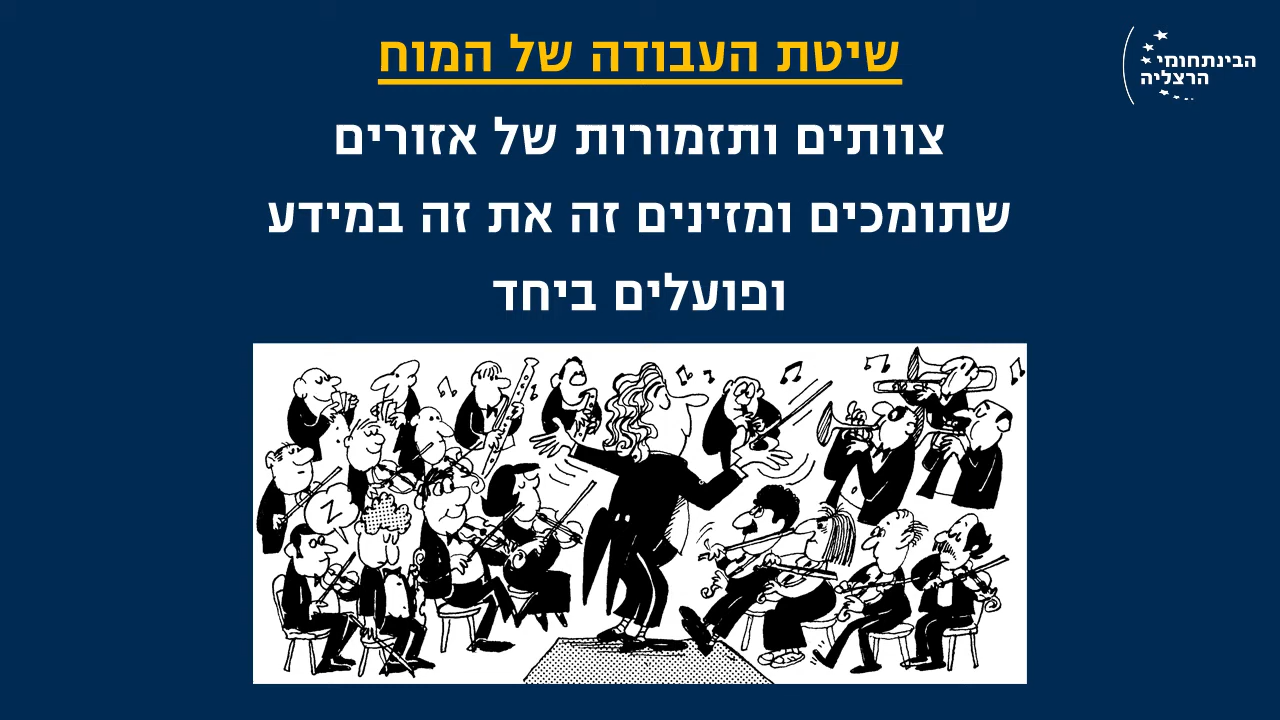 שיטת העבודה של המוח
הבינתחומי
הרצליה
צוותים ותזמורות של אזורים
שתומכים ומזינים זה את זה במידע
ופועלים ביחד
Z